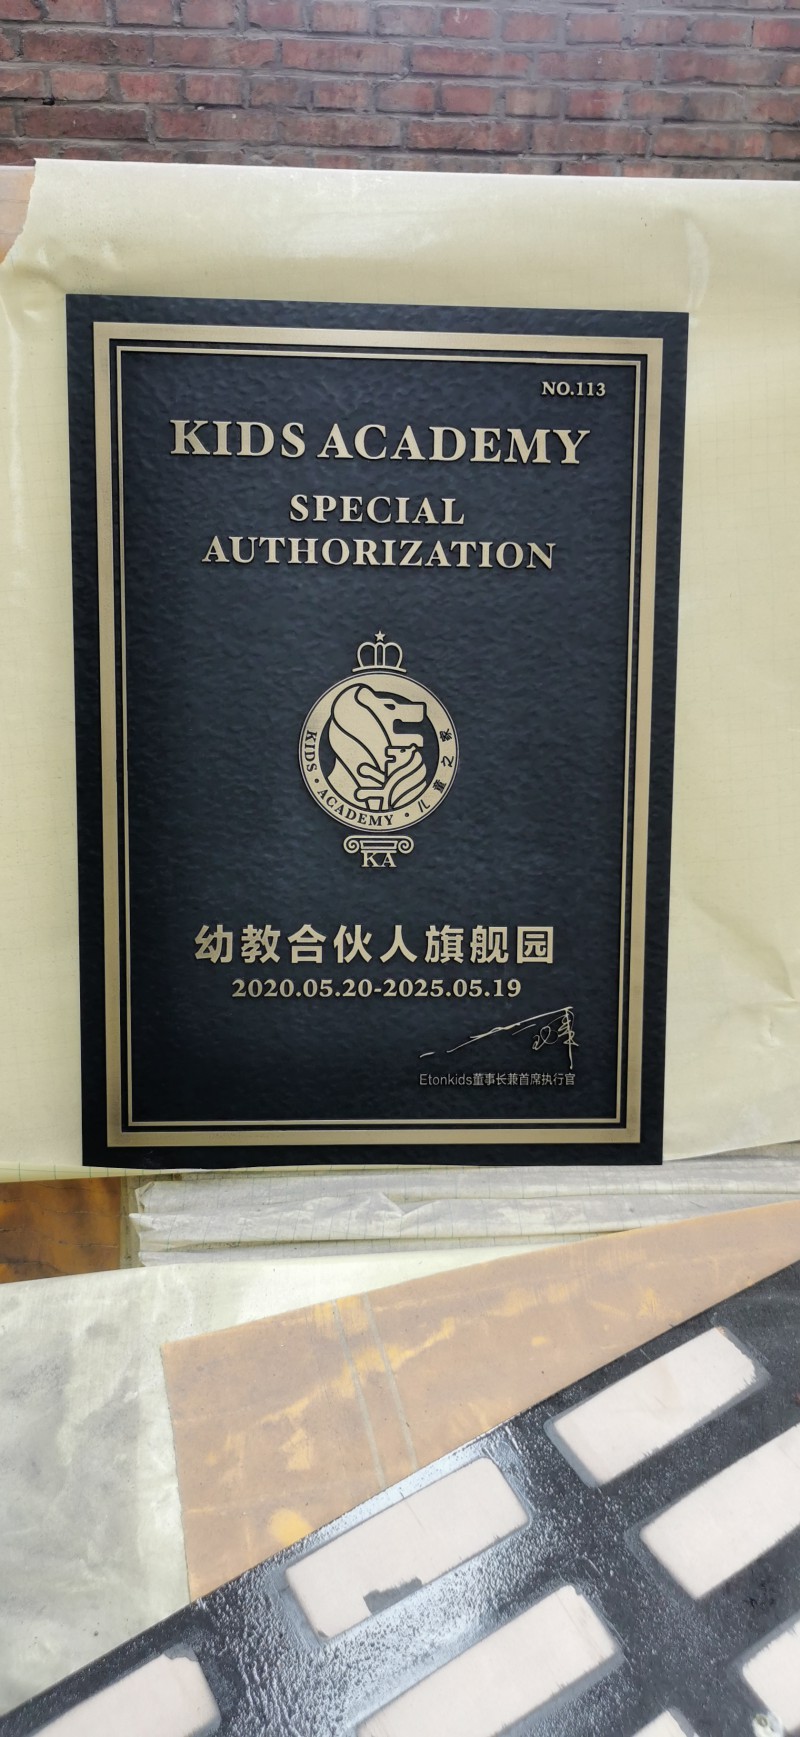 NO.113
KIDS ACADEMY
SPECIAL
AUTHORIZATION
KIDS · ACADEMY · 儿童之家
KA
幼教合伙人旗舰园
2020.05.20-2025.05.19
Etonkids董事长兼首席执行官